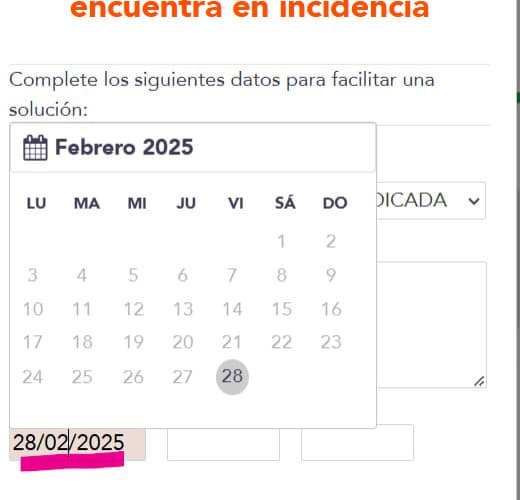 encuentra en incidencia
Complete los siguientes datos para facilitar una
solución:
Febrero 2025
LU MA MI JU VI SÁ DO
DICADA
1 2
3 4 5 6 7 8 9
10 11 12 13 14 15 16
17 18 19 20 21 22 23
24 25 26 27 28
28/02/2025